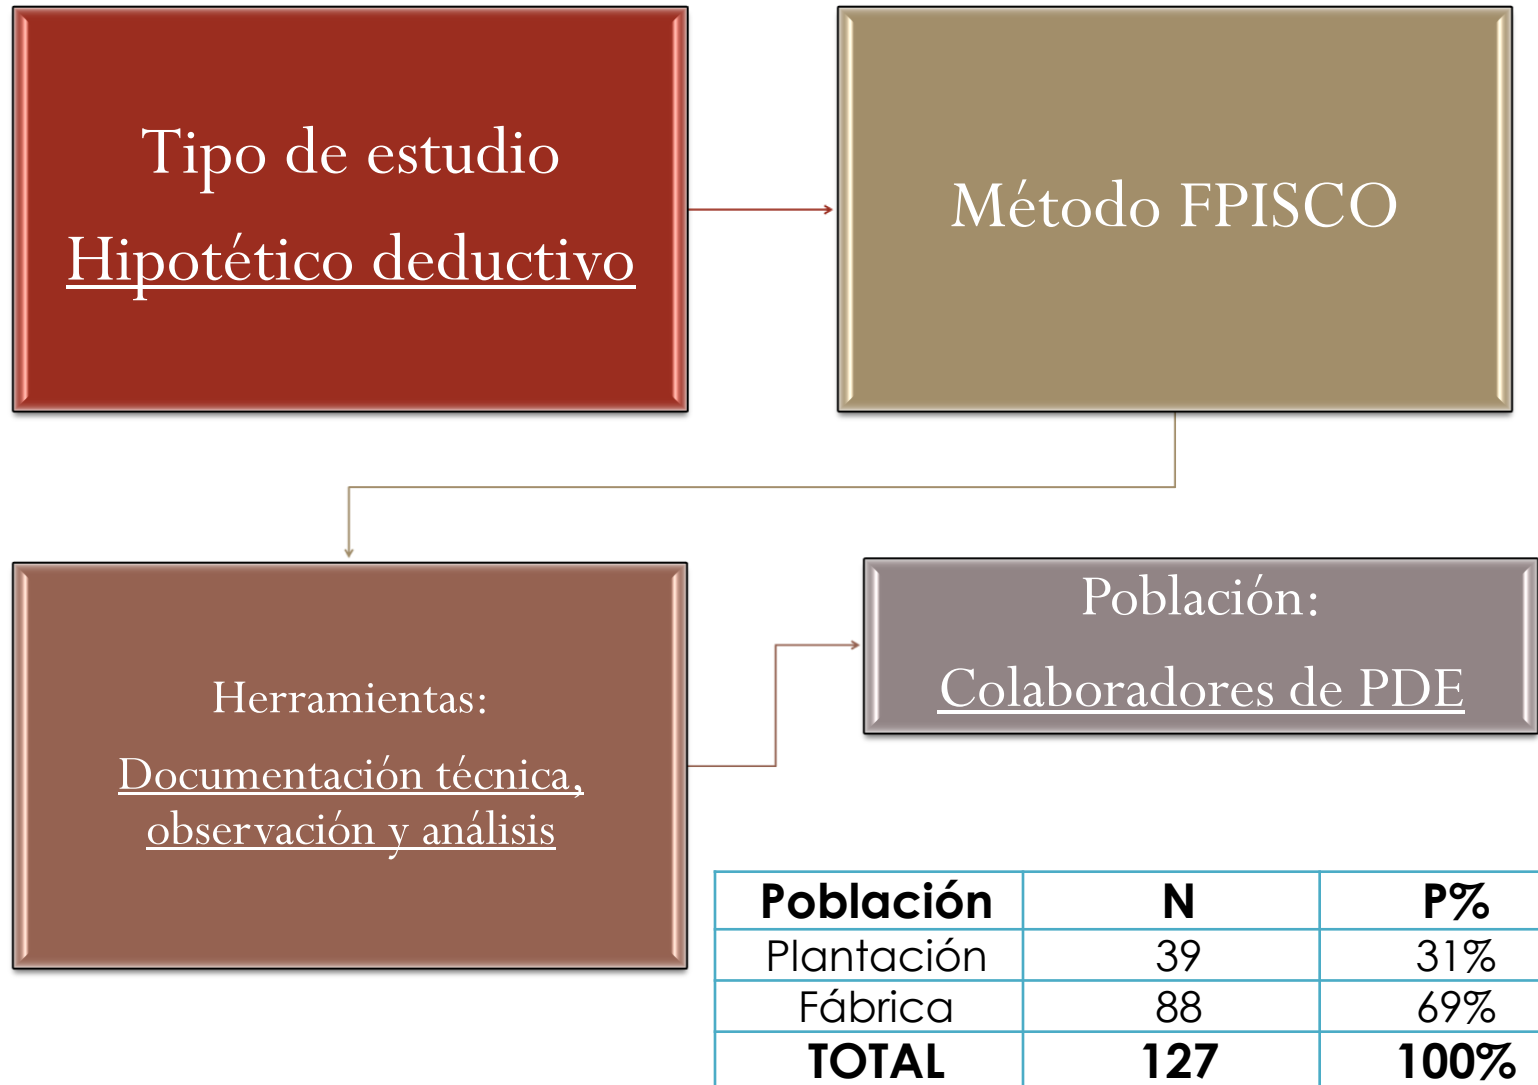 Tipo de estudio
Hipotético deductivo
Método FPISCO
Herramientas:
Documentación técnica,
observación y análisis
Población:
Colaboradores de PDE
Población N P%
Plantación 39 31%
Fábrica 88 69%
TOTAL 127 100%